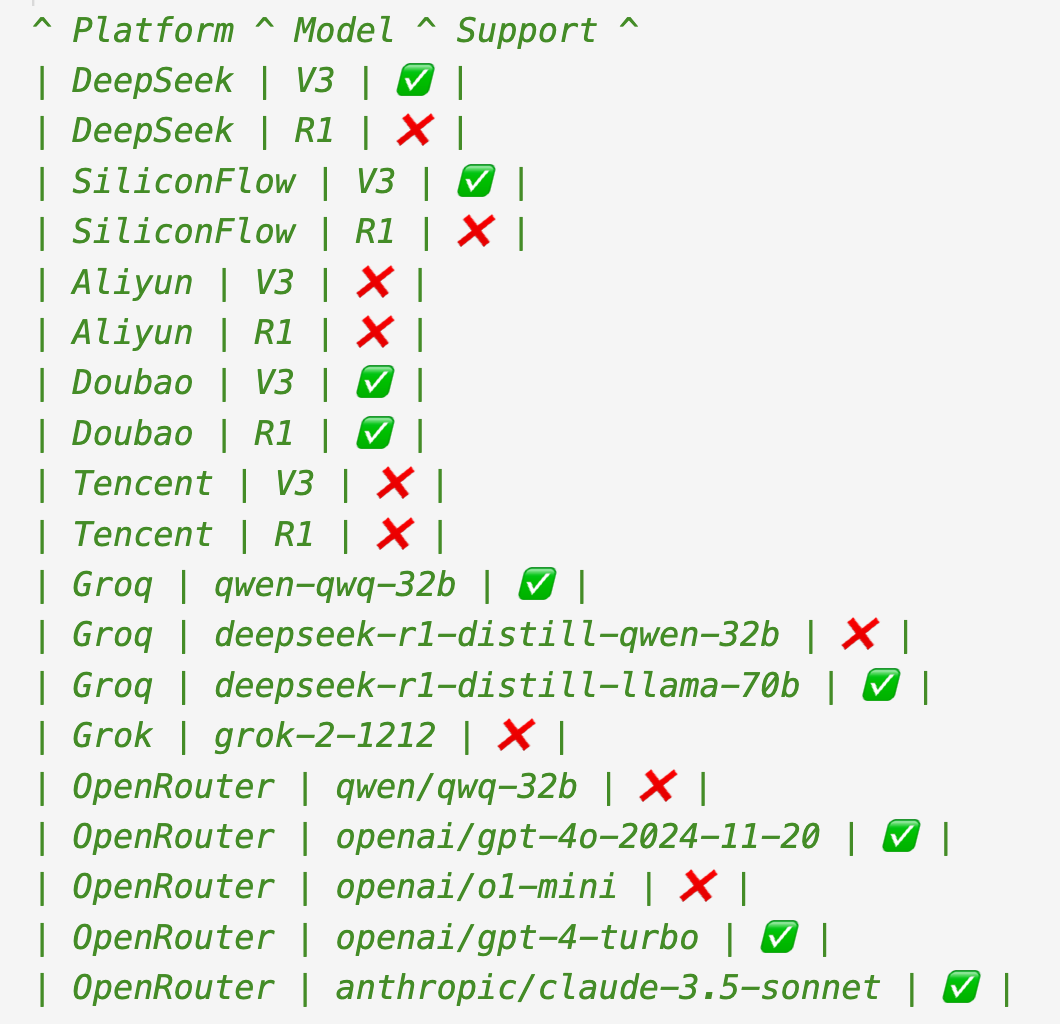 ^ Platform ^ Model ^ Support ^
| DeepSeek | V3 | ✅ |
| DeepSeek | R1 | ❌ |
| SiliconFlow | V3 | ✅ |
| SiliconFlow | R1 | ❌ |
| Aliyun | V3 | ❌ |
| Aliyun | R1 | ❌ |
| Doubao | V3 | ✅ |
| Doubao | R1 | ✅ |
| Tencent | V3 | ❌ |
| Tencent | R1 | ❌ |
| Groq | qwen-qwq-32b | ✅ |
| Groq | deepseek-r1-distill-qwen-32b | ❌ |
| Groq | deepseek-r1-distill-llama-70b | ✅ |
| Grok | grok-2-1212 | ❌ |
| OpenRouter | qwen/qwq-32b | ❌ |
| OpenRouter | openai/gpt-4o-2024-11-20 | ✅ |
| OpenRouter | openai/o1-mini | ❌ |
| OpenRouter | openai/gpt-4-turbo | ✅ |
| OpenRouter | anthropic/claude-3.5-sonnet | ✅ |